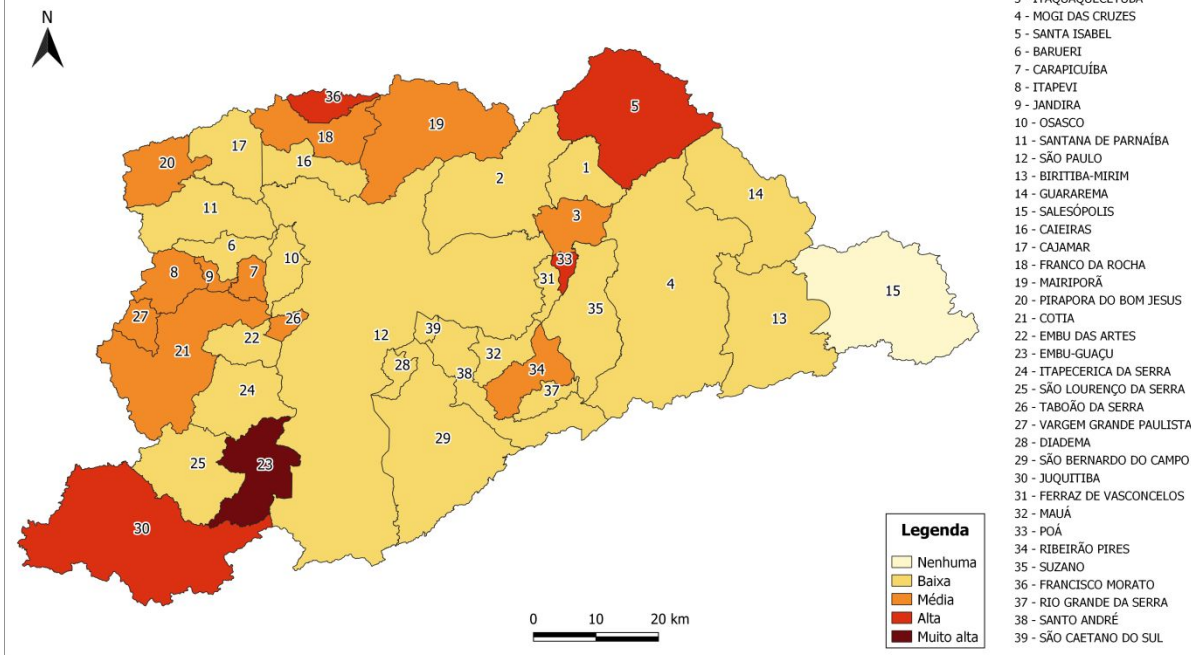 3 - ITAQUAQUECETUBA
4 - MOGI DAS CRUZES
5 - SANTA ISABEL
6 - BARUERI
7 - CARAPICUÍBA
8 - ITAPEVI
9 - JANDIRA
10 - OSASCO
11 - SANTANA DE PARNAÍBA
12 - SÃO PAULO
13 - BIRITIBA-MIRIM
14 - GUARAREMA
15 - SALESÓPOLIS
16 - CAIEIRAS
17 - CAJAMAR
18 - FRANCO DA ROCHA
19 - MAIRIPORÃ
20 - PIRAPORA DO BOM JESUS
21 - COTIA
22 - EMBU DAS ARTES
23 - EMBU-GUAÇU
24 - ITAPECERICA DA SERRA
25 - SÃO LOURENÇO DA SERRA
26 - TABOÃO DA SERRA
27 - VARGEM GRANDE PAULISTA
28 - DIADEMA
29 - SÃO BERNARDO DO CAMPO
30 - JUQUITIBA
31 - FERRAZ DE VASCONCELOS
32 - MAUÁ
33 - POÁ
34 - RIBEIRÃO PIRES
35 - SUZANO
36 - FRANCISCO MORATO
37 - RIO GRANDE DA SERRA
38 - SANTO ANDRÉ
39 - SÃO CAETANO DO SUL
N
36
5
19
18
17
16
20
2
1
14
11
3
6
10
33
8
9
7
31
4
15
27
26
35
13
21
22
12
39
32
28
34
38
37
24
29
25
23
30
Legenda
Nenhuma
Baixa
Média
Alta
Muito alta
0 10 20 km